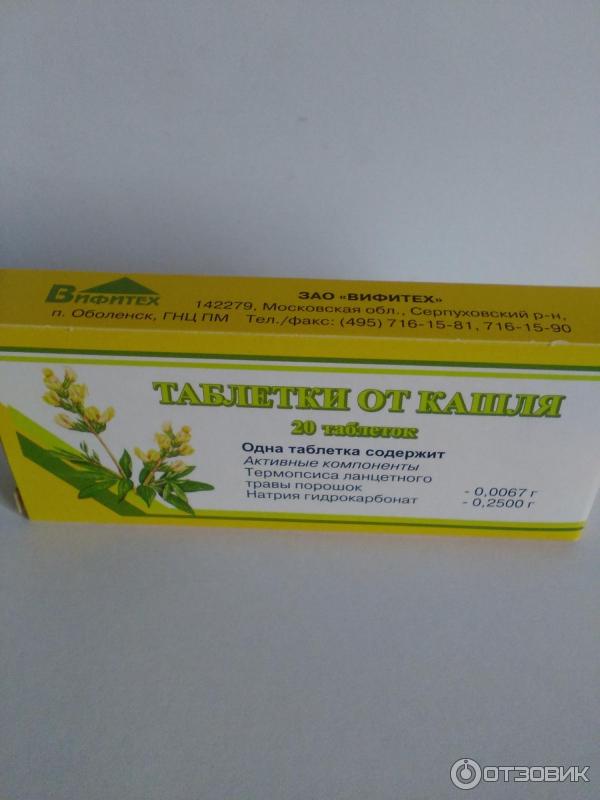 Вифитех
ЗАО «ВИФИТЕХ»
142279, Московская обл., Серпуховский р-н,
п. Оболенск, ГНЦ ПМ Тел./факс: (495) 716-15-81, 716-15-90
ТАБЛЕТКИ ОТ КАШЛЯ
20 таблеток
Одна таблетка содержит
Активные компоненты
Термопсиса ланцетного
травы порошок - 0,0067 г
Натрия гидрокарбонат - 0,2500 г
ОТЗОВИК